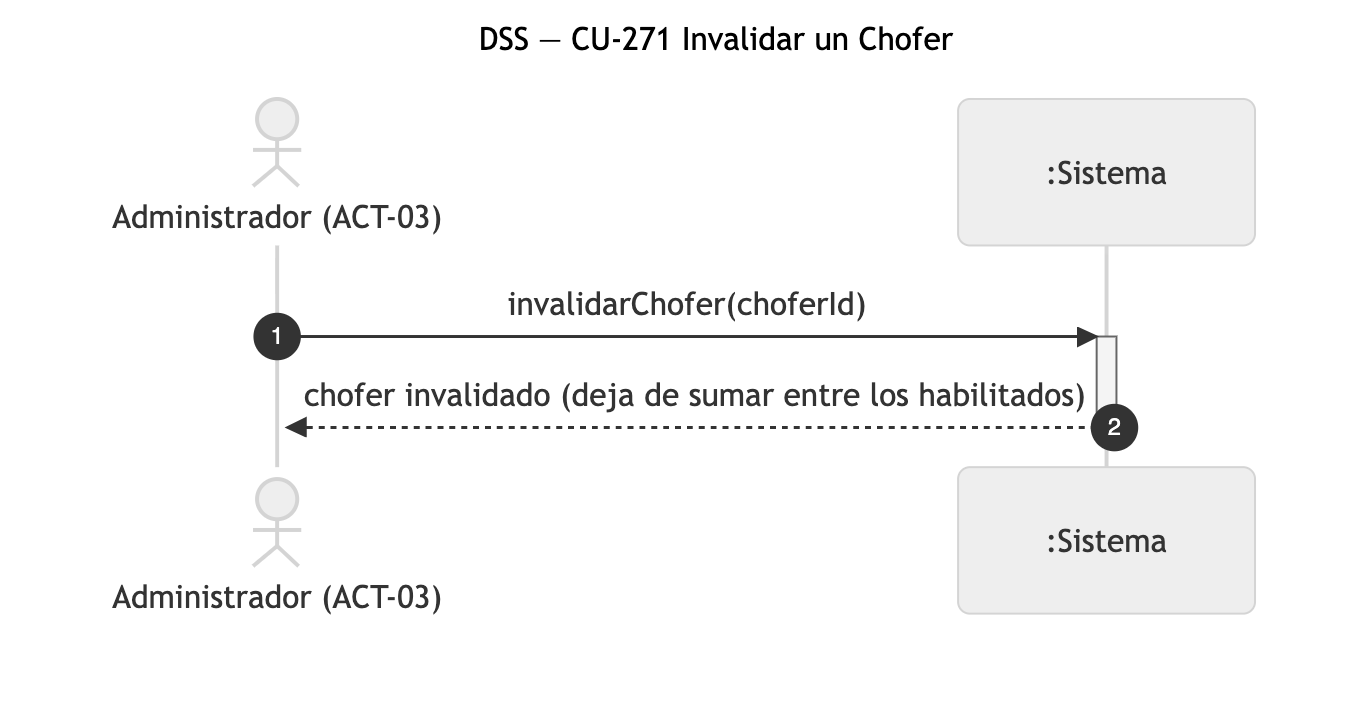 DSS — CU-271 Invalidar un Chofer
Administrador (ACT-03)
:Sistema
invalidarChofer(choferId)
1
chofer invalidado (deja de sumar entre los habilitados)
2
Administrador (ACT-03)
:Sistema